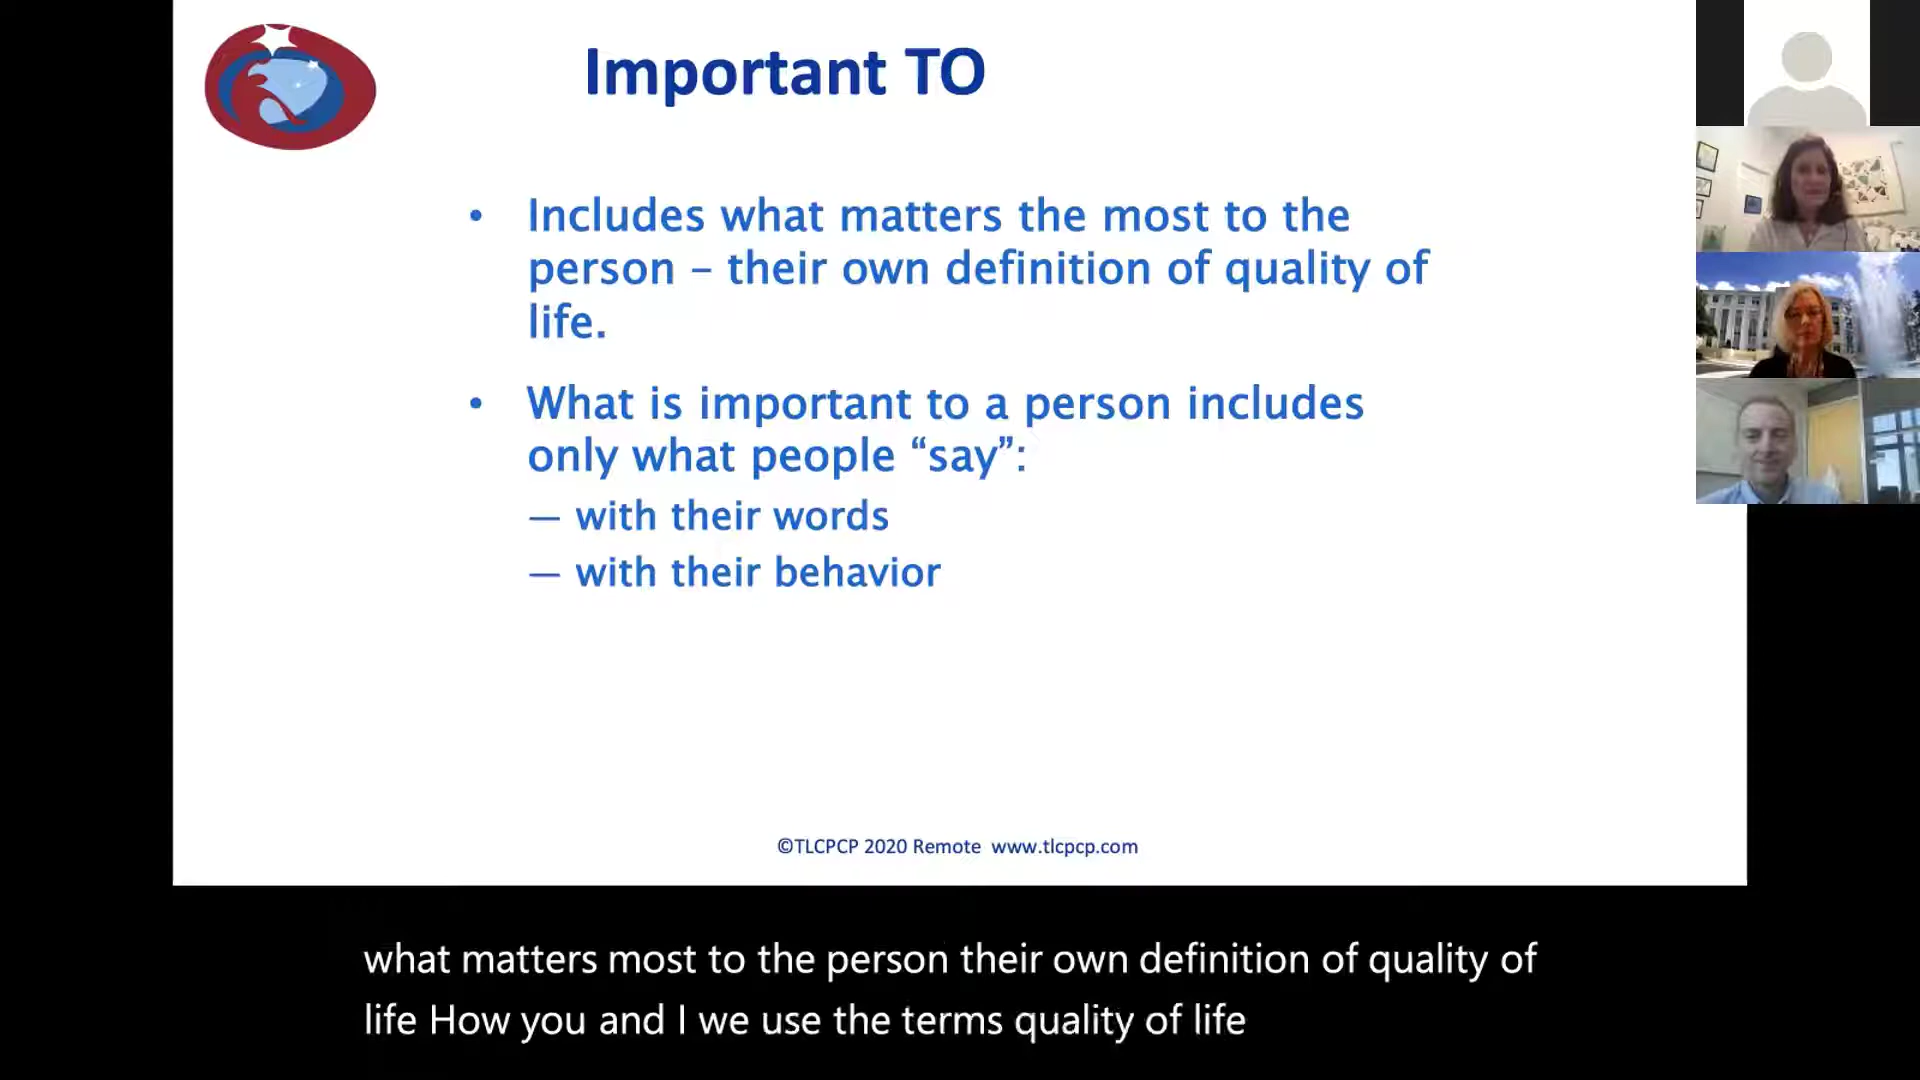 Important TO
• Includes what matters the most to the
person – their own definition of quality of
life.
• What is important to a person includes
only what people “say”:
— with their words
— with their behavior
©TLCPCP 2020 Remote www.tlcpcp.com
what matters most to the person their own definition of quality of
life How you and I we use the terms quality of life